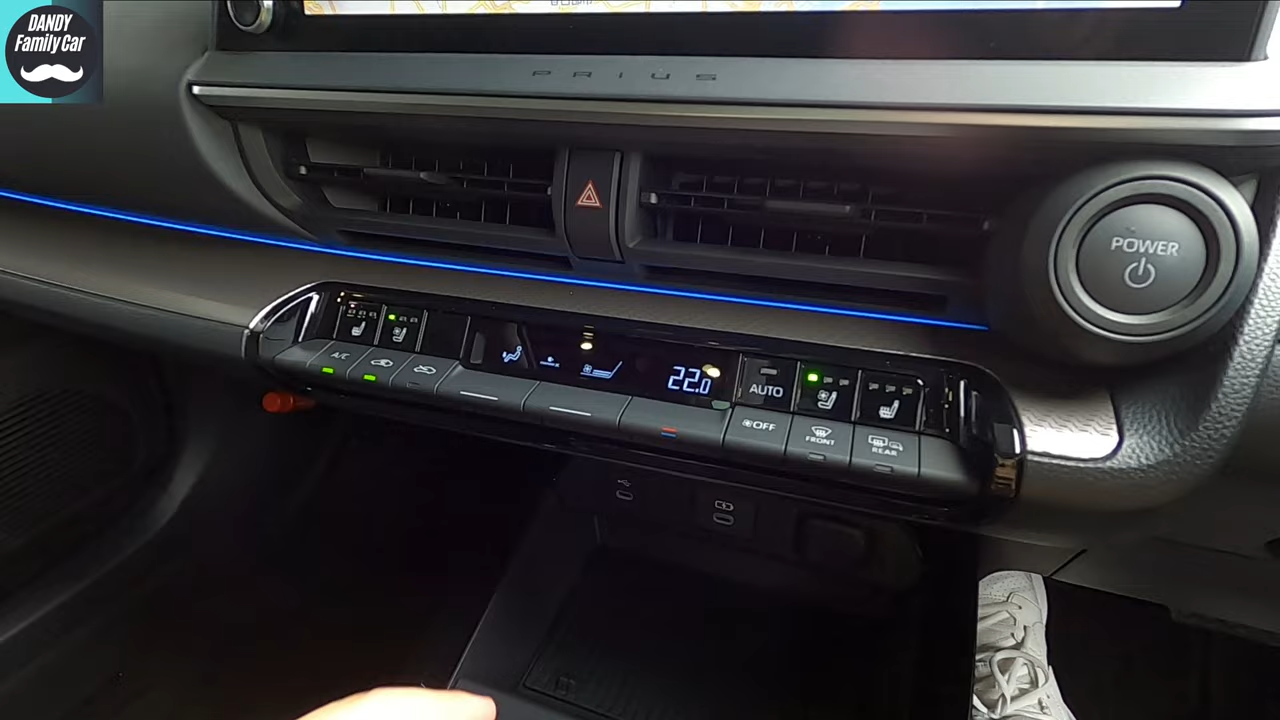 DANDY
Family Car
PRIUS
POWER
A/C
22.0
AUTO
OFF
FRONT
REAR